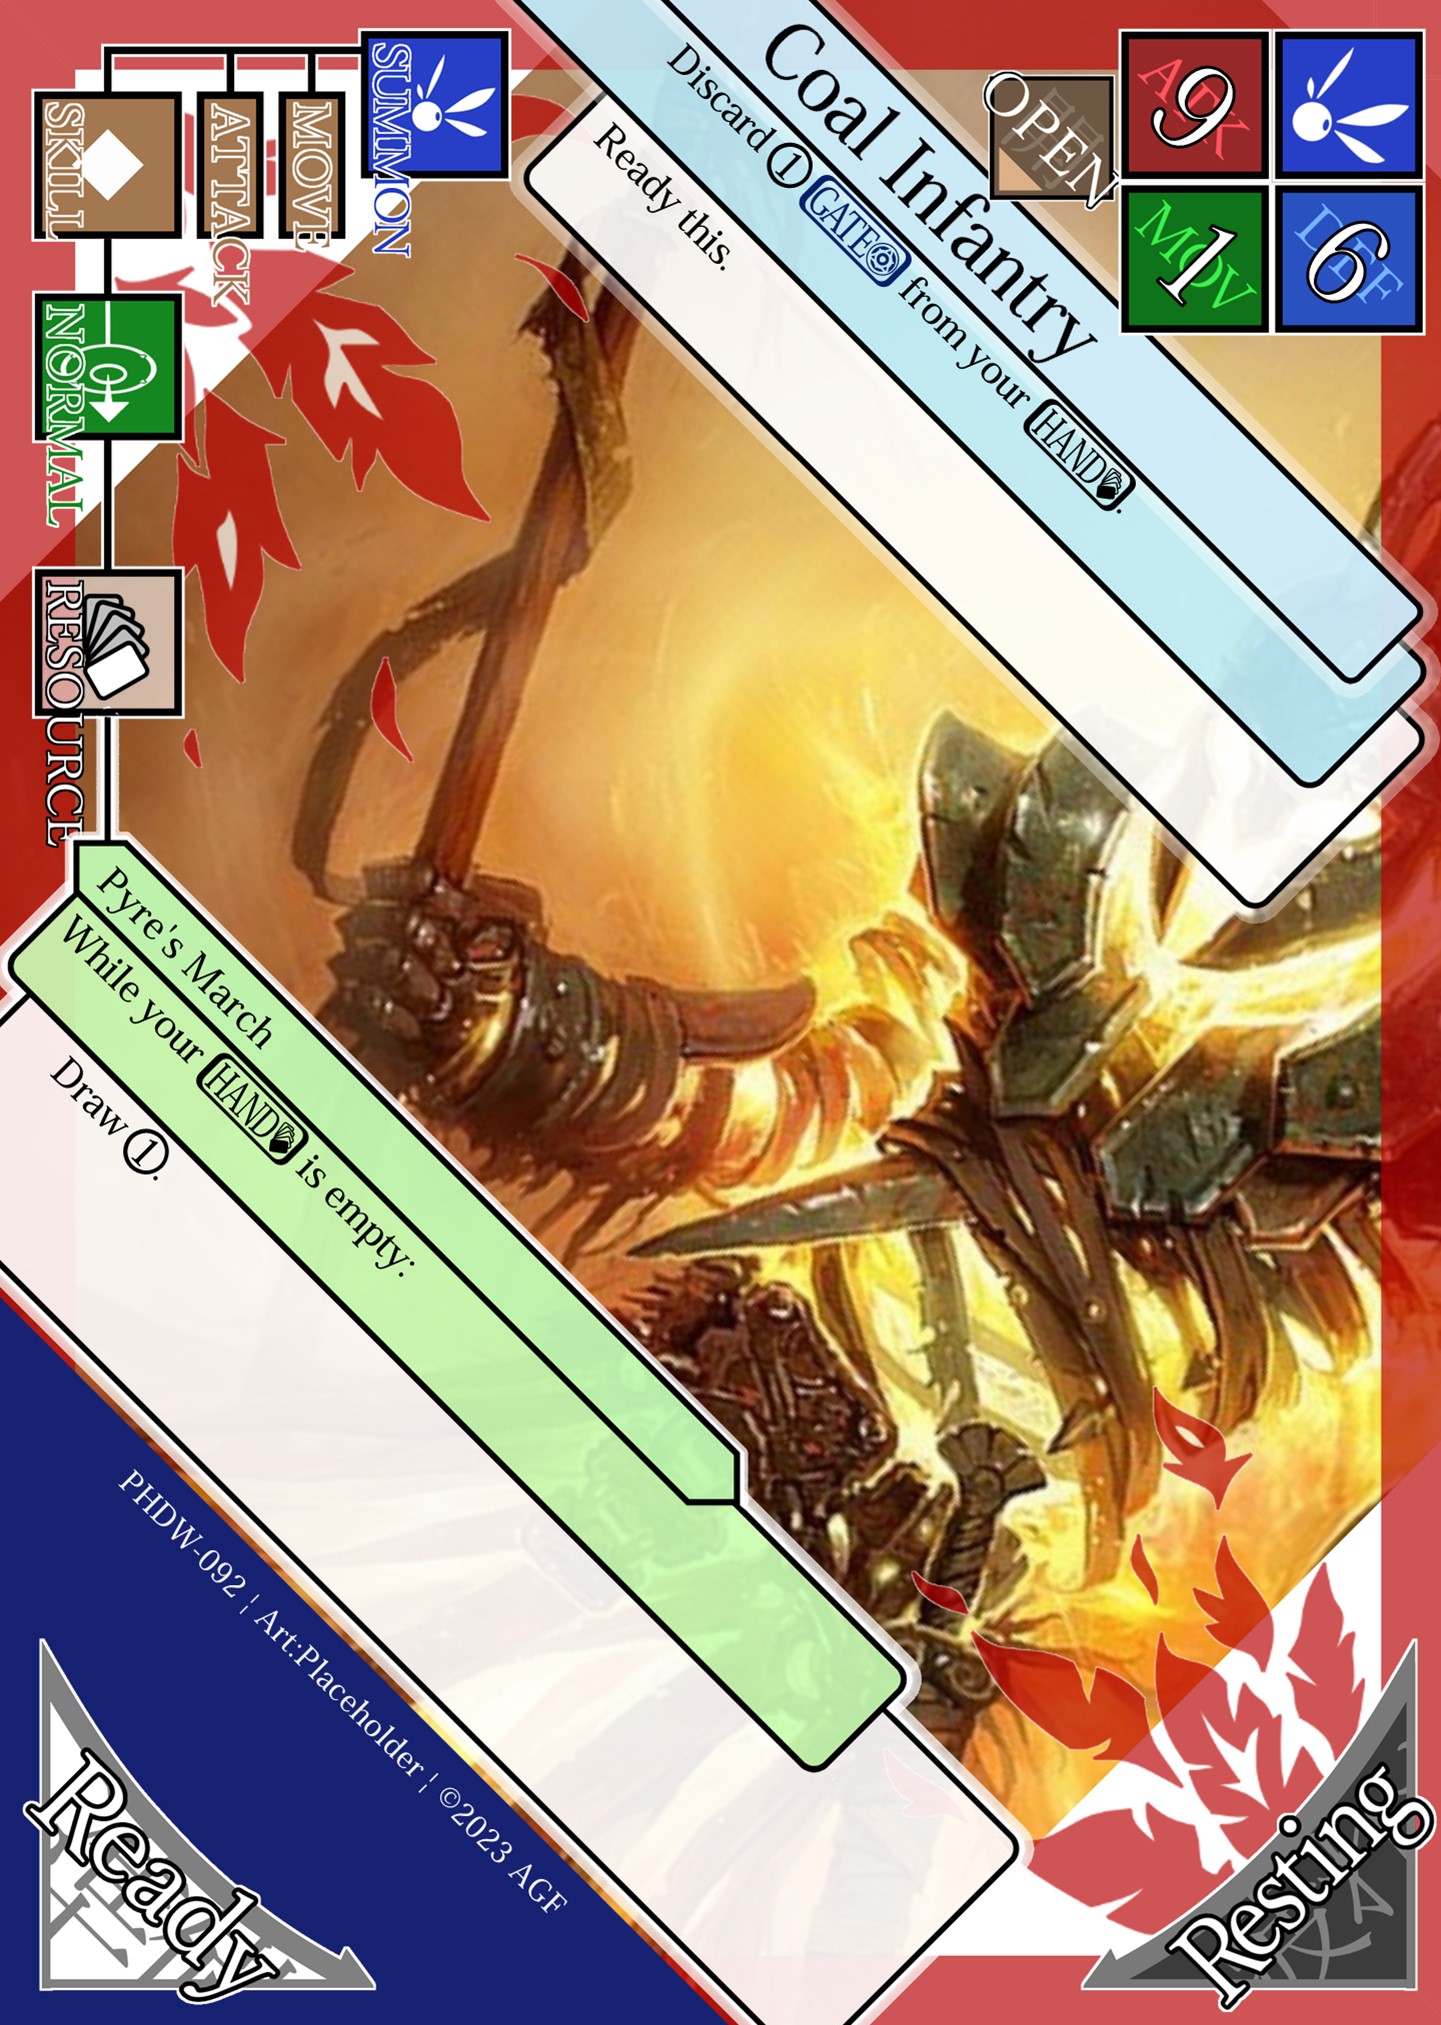 SUMMON
MOVE
ATTACK
SKILL
NORMAL
RESOURCE
OPEN
ATK 9
MOV 1
DEF 6
Coal Infantry
Discard ① GATE from your HAND.
Ready this.
Pyre's March
While your HAND is empty:
Draw ①.
PHDW-092 ¦ Art:Placeholder ¦ ©2023 AGF
Ready
Resting